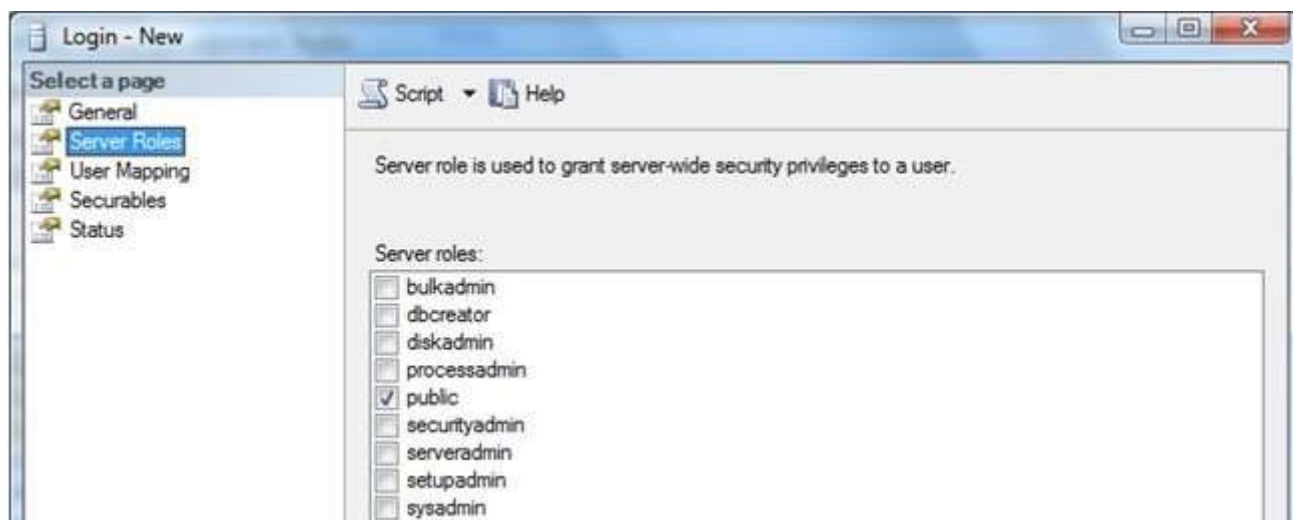 Login - New
Select a page
General
Server Roles
User Mapping
Securables
Status
Script
Help
Server role is used to grant server-wide security privileges to a user.
Server roles:
bulkadmin
dbcreator
diskadmin
processadmin
public
securityadmin
serveradmin
setupadmin
sysadmin